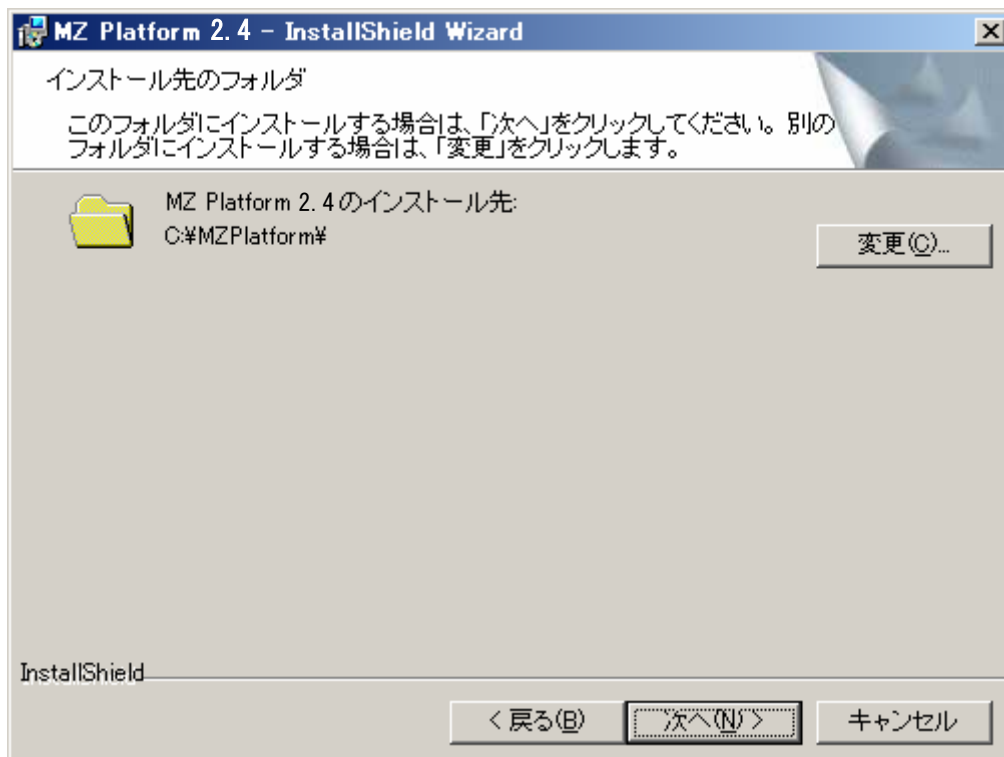 MZ Platform 2.4 - InstallShield Wizard
インストール先のフォルダ
このフォルダにインストールする場合は、「次へ」をクリックしてください。別の
フォルダにインストールする場合は、「変更」をクリックします。
MZ Platform 2.4のインストール先:
C:¥MZPlatform¥
変更(C)...
InstallShield
< 戻る(B)
次へ(N) >
キャンセル